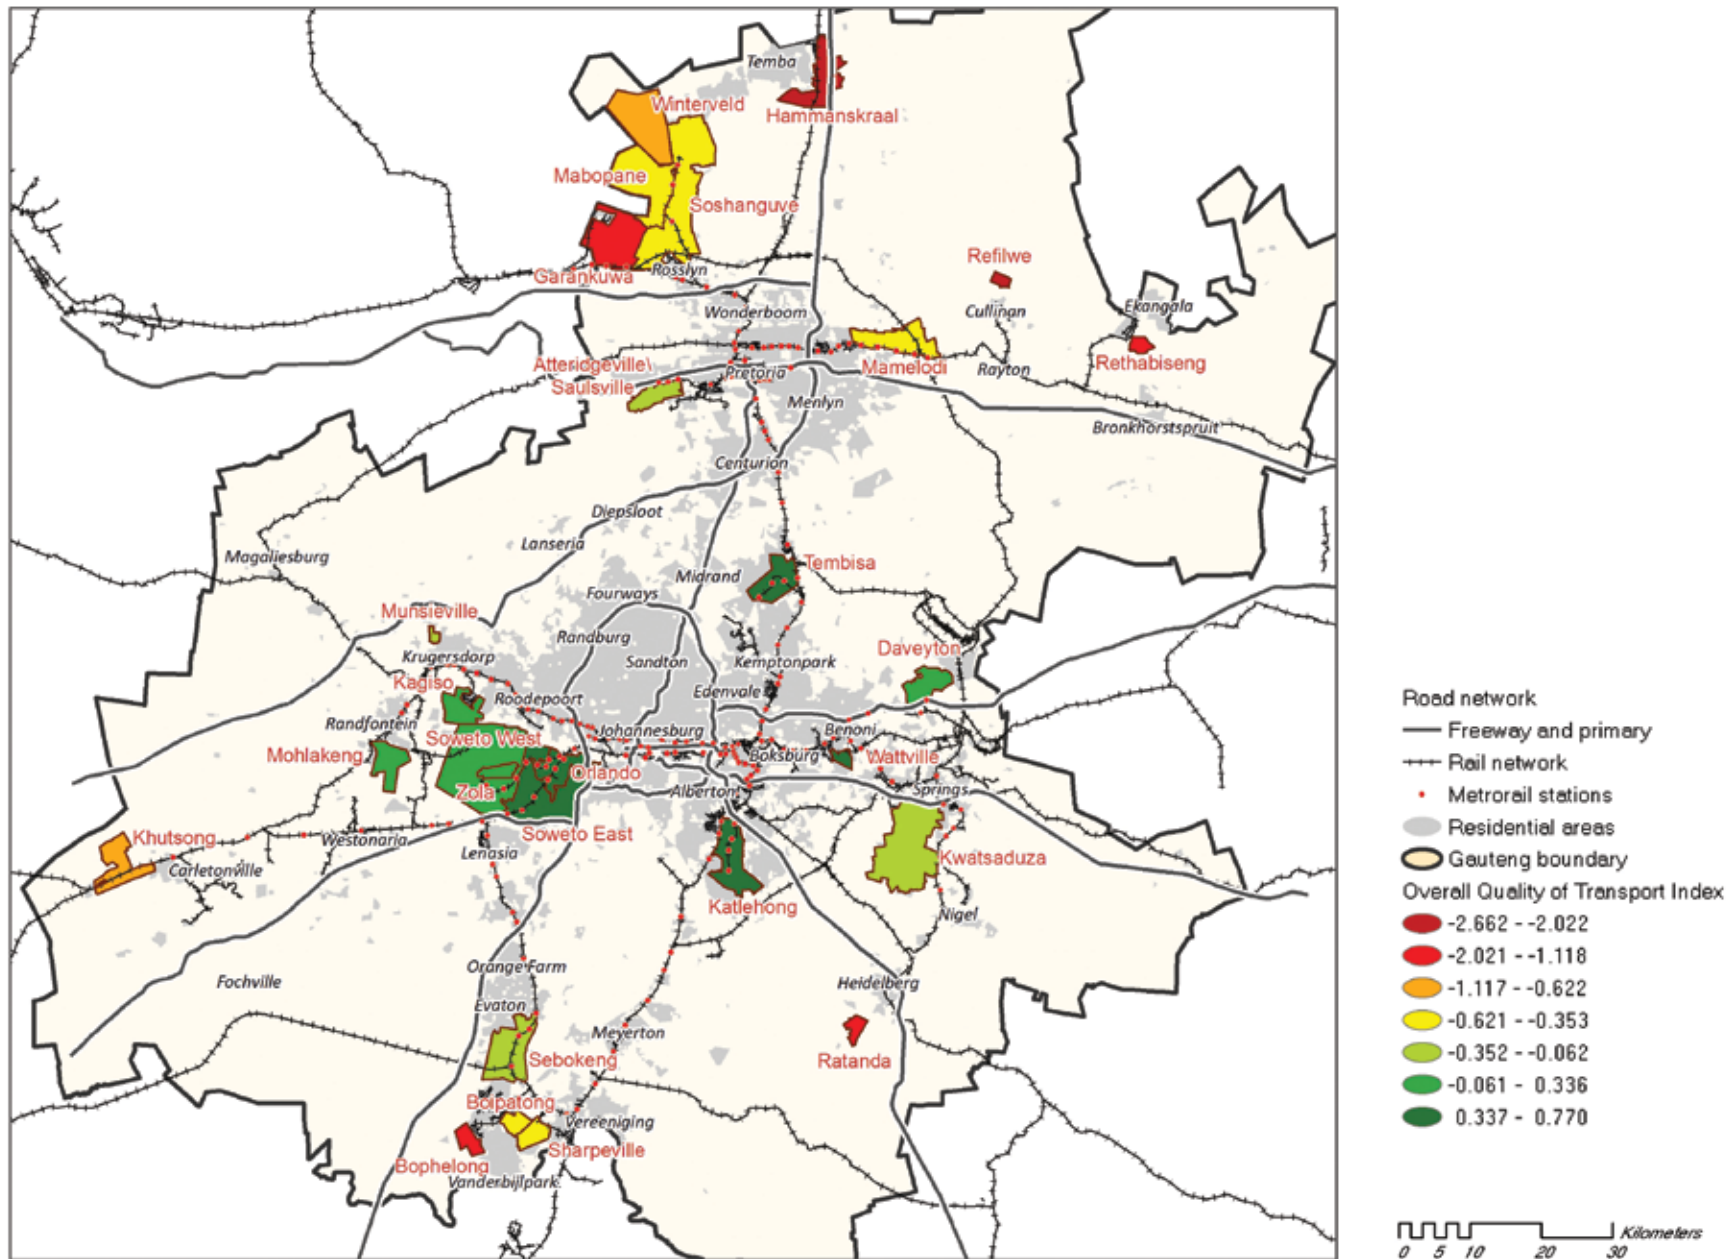 Temba
Winterveld
Hammanskraal
Mabopane
Soshanguve
Refilwe
Garankuwa
Rosslyn
Ekangala
Wonderboom
Cullinan
Atteridgeville\
Saulsville
Pretoria
Mamelodi
Rayton
Rethabiseng
Menlyn
Bronkhorstspruit
Centurion
Diepsloot
Lanseria
Magaliesburg
Midrand
Tembisa
Fourways
Munsieville
Randburg
Daveyton
Krugersdorp
Sandton
Kemptonpark
Kagiso
Roodepoort
Edenvale
Randfontein
Soweto West
Johannesburg
Benoni
Mohlakeng
Boksburg
Wattville
Orlando
Zola
Alberton
Springs
Soweto East
Khutsong
Westonaria
Lenasia
Carletonville
Kwatsaduza
Katlehong
Nigel
Orange Farm
Fochville
Heidelberg
Evaton
Meyerton
Sebokeng
Ratanda
Boipatong
Vereeniging
Sharpeville
Bophelong
Vanderbijlpark
Road network
Freeway and primary
Rail network
Metrorail stations
Residential areas
Gauteng boundary
Overall Quality of Transport Index
-2.662 - -2.022
-2.021 - -1.118
-1.117 - -0.622
-0.621 - -0.353
-0.352 - -0.062
-0.061 - 0.336
0.337 - 0.770
Kilometers
0 5 10 20 30